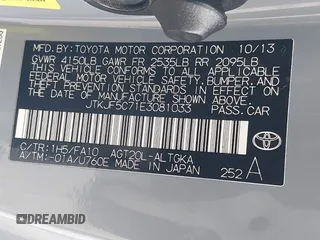 MFD.BY: TOYOTA MOTOR CORPORATION 10/13
GVWR 4150LB GAWR FR 2535LB RR 2095LB
THIS VEHICLE CONFORMS TO ALL APPLICABLE
FEDERAL MOTOR VEHICLE SAFETY, BUMPER,
AND THEFT PREVENTION STANDARDS IN EFFECT
ON THE DATE OF MANUFACTURE SHOWN ABOVE.
JTKJF5C71E3081033 PASS. CAR
C/TR: 1H5/FA10 AGT20L-ALTGKA
A/TM: -01A/U760E MADE IN JAPAN
252 A
DREAMBID
DREAMBID